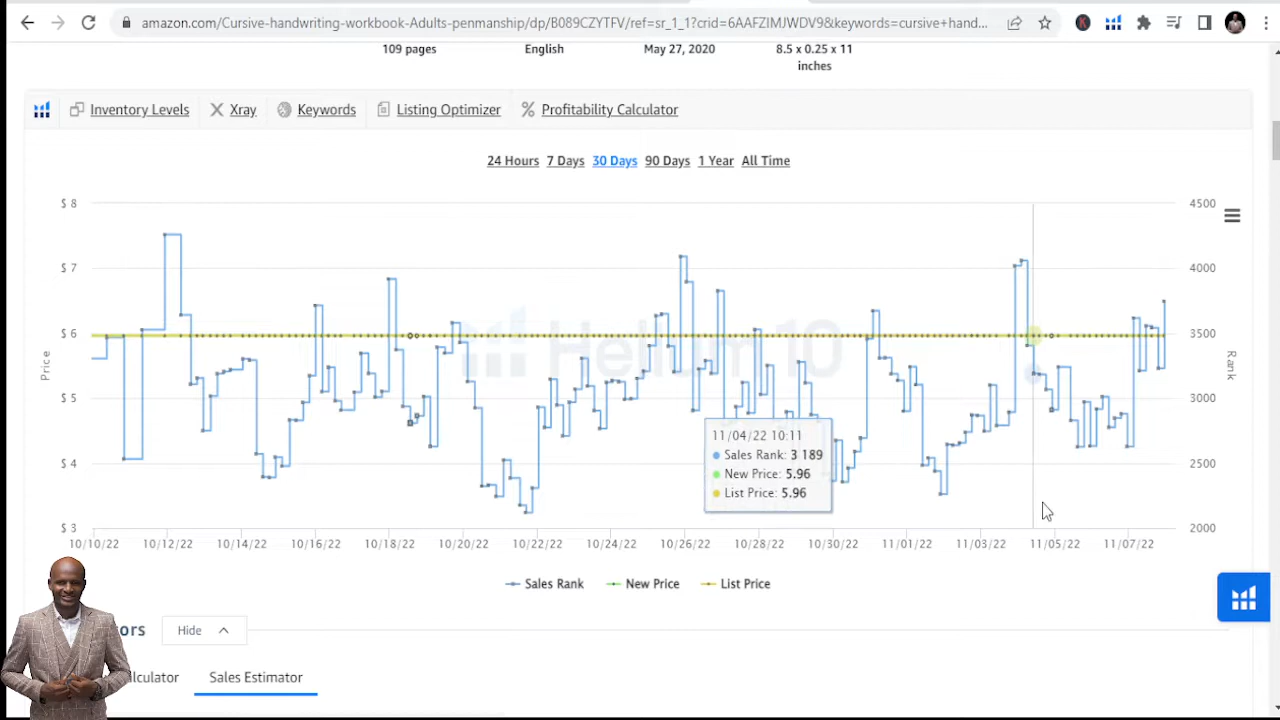 amazon.com/Cursive-handwriting-workbook-Adults-penmanship/dp/B089CZYTFV/ref=sr_1_1?crid=6AAFZIMJWDV9&keywords=cursive+hand...
109 pages English May 27, 2020 8.5 x 0.25 x 11
inches
Inventory Levels Xray Keywords Listing Optimizer Profitability Calculator
24 Hours 7 Days 30 Days 90 Days 1 Year All Time
$ 8 4500
$ 7 4000
$ 6 3500
Helium 10
Price Rank
$ 5 3000
11/04/22 10:11
Sales Rank: 3 189
$ 4 2500
New Price: 5.96
List Price: 5.96
$ 3 2000
10/10/22 10/12/22 10/14/22 10/16/22 10/18/22 10/20/22 10/22/22 10/24/22 10/26/22 10/28/22 10/30/22 11/01/22 11/03/22 11/05/22 11/07/22
Sales Rank New Price List Price
ors Hide
alculator Sales Estimator